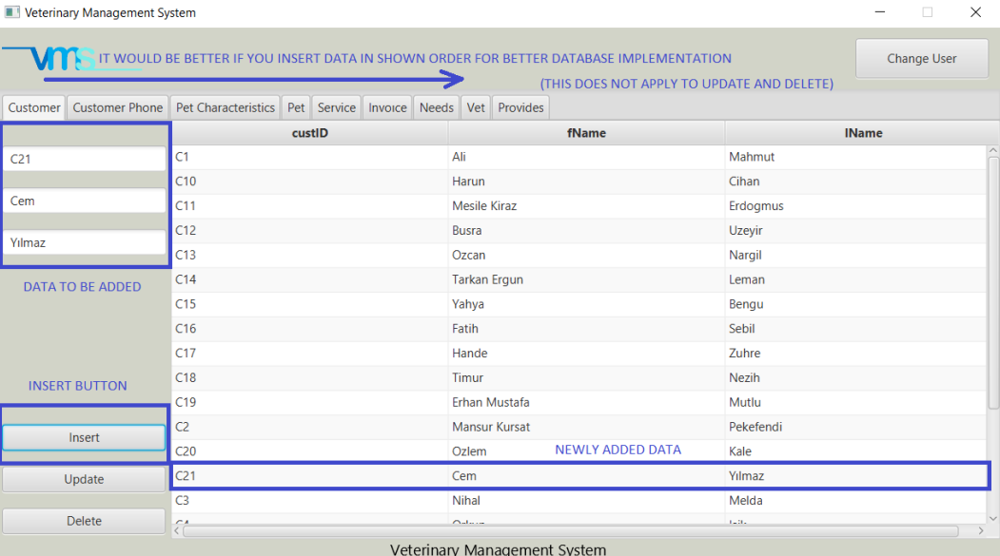 Veterinary Management System
vms
IT WOULD BE BETTER IF YOU INSERT DATA IN SHOWN ORDER FOR BETTER DATABASE IMPLEMENTATION
(THIS DOES NOT APPLY TO UPDATE AND DELETE)
Change User
Customer Customer Phone Pet Characteristics Pet Service Invoice Needs Vet Provides
C21
Cem
Yılmaz
DATA TO BE ADDED
INSERT BUTTON
Insert
Update
Delete
custID fName lName
C1 Ali Mahmut
C10 Harun Cihan
C11 Mesile Kiraz Erdogmus
C12 Busra Uzeyir
C13 Ozcan Nargil
C14 Tarkan Ergun Leman
C15 Yahya Bengu
C16 Fatih Sebil
C17 Hande Zuhre
C18 Timur Nezih
C19 Erhan Mustafa Mutlu
C2 Mansur Kursat Pekefendi
C20 Ozlem NEWLY ADDED DATA Kale
C21 Cem Yılmaz
C3 Nihal Melda
C4
Veterinary Management System